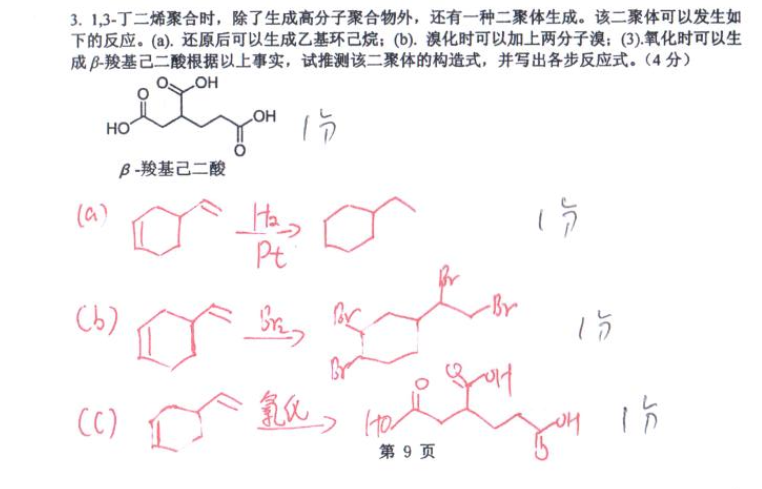 3. 1,3-丁二烯聚合时，除了生成高分子聚合物外，还有一种二聚体生成。该二聚体可以发生如
下的反应。(a). 还原后可以生成乙基环己烷；(b). 溴化时可以加上两分子溴；(3).氧化时可以生
成 β-羧基己二酸根据以上事实，试推测该二聚体的构造式，并写出各步反应式。（4 分）
O OH
O
HO OH
O
1分
β-羧基己二酸
(a) H₂ 1分
Pt
(b) Br₂ Br Br Br Br 1分
(C) 氧化 HO O O OH OH O 1分
第 9 页